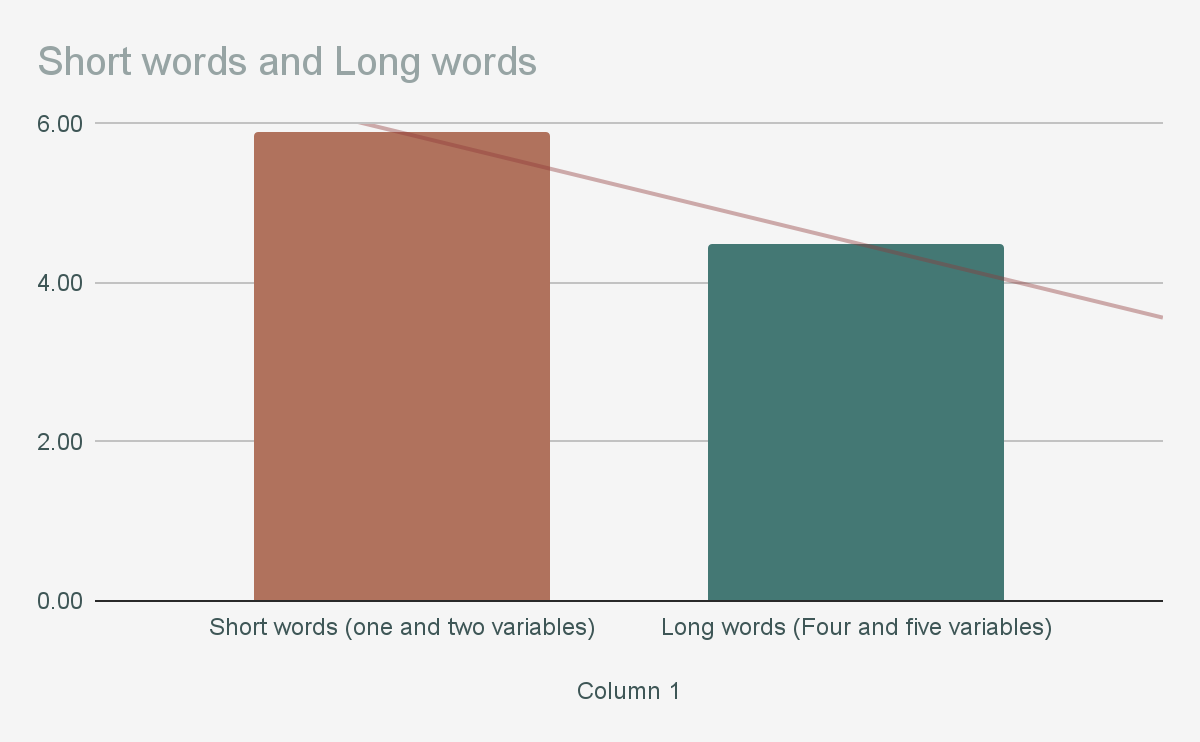 Short words and Long words
6.00
4.00
2.00
0.00
Short words (one and two variables)
Long words (Four and five variables)
Column 1